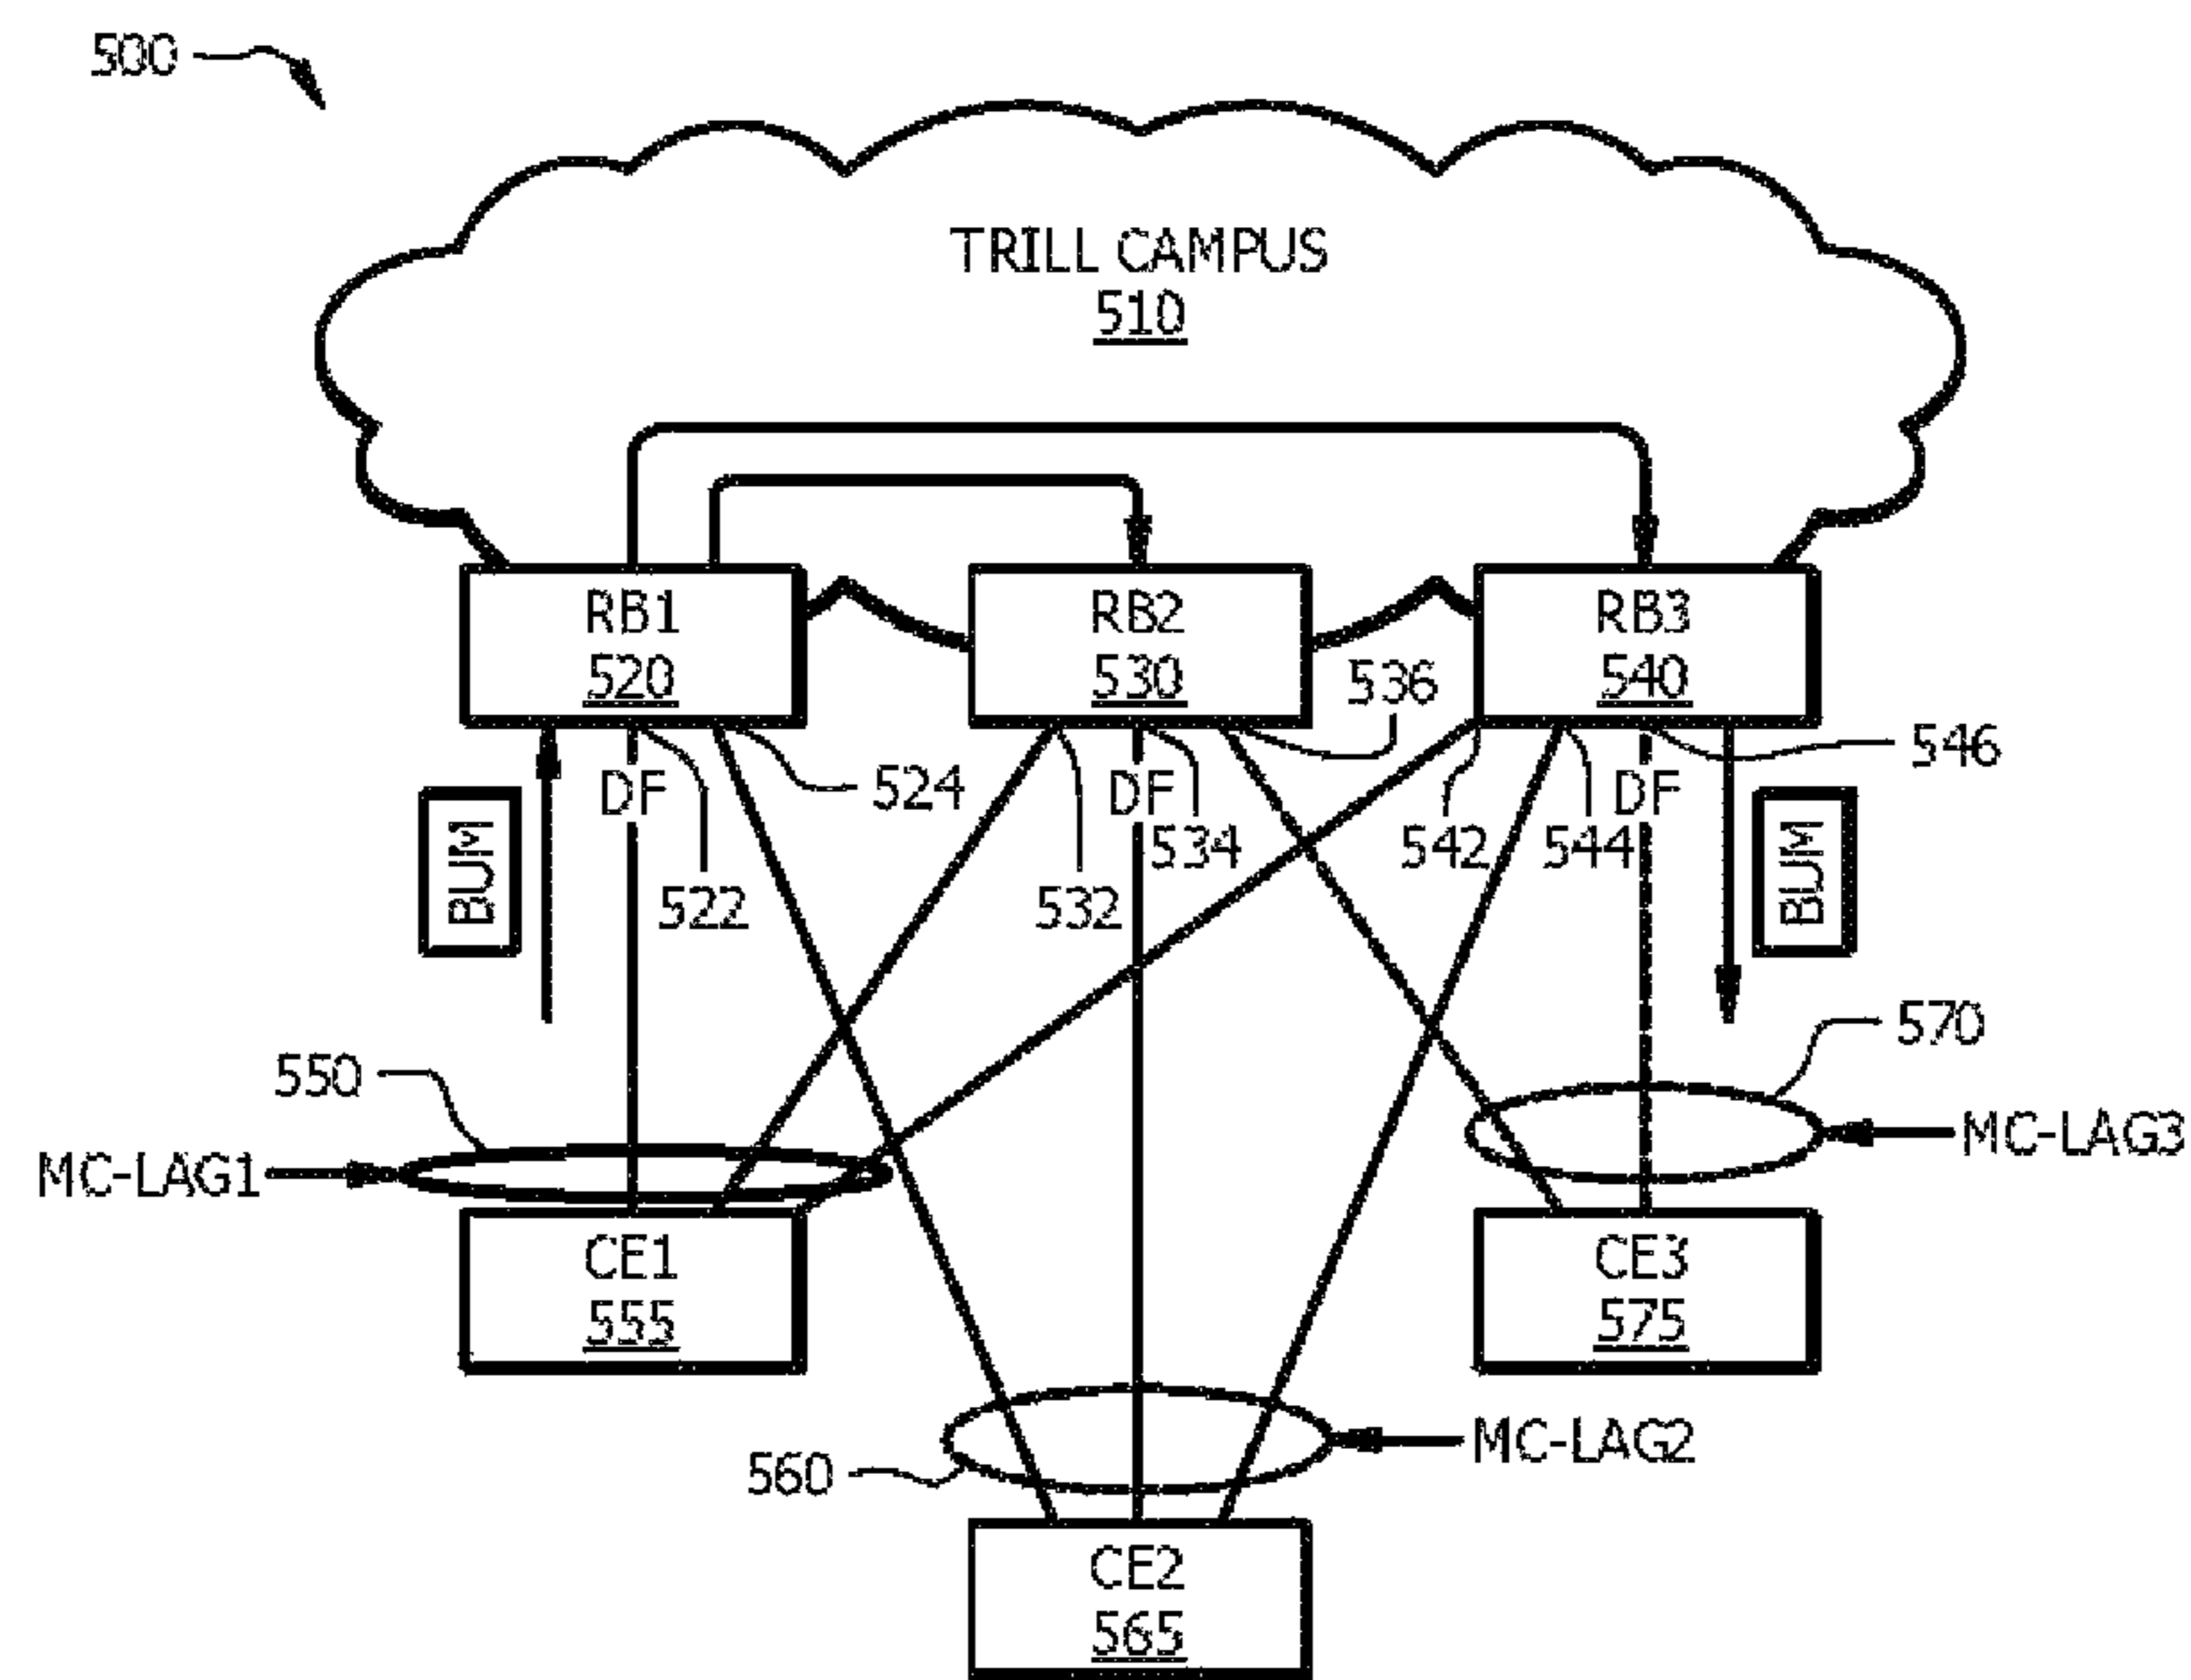 500
TRILL CAMPUS
510
RB1
520
RB2
530
536
RB3
540
546
DF
524
DF
534
542
544
DF
BUM
BUM
522
532
550
570
MC-LAG1
MC-LAG3
CE1
555
CE3
575
560
MC-LAG2
CE2
565